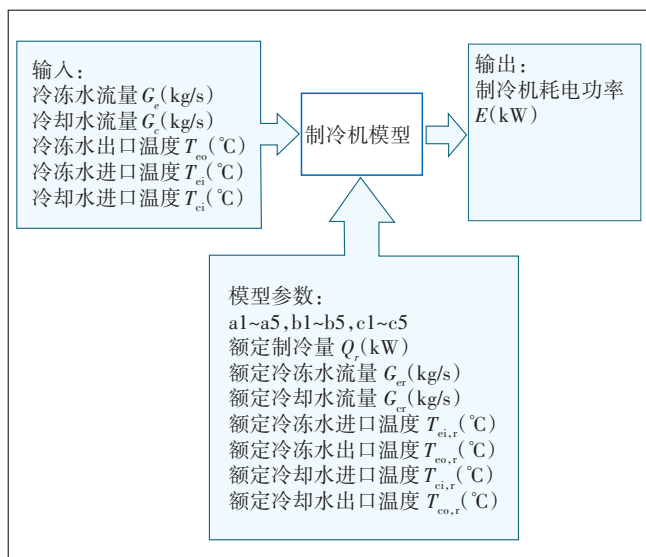 输入：
冷冻水流量 Ge(kg/s)
冷却水流量 Gc(kg/s)
冷冻水出口温度 Teo(℃)
冷冻水进口温度 Tei(℃)
冷却水进口温度 Tci(℃)
制冷机模型
输出：
制冷机耗电功率
E(kW)
模型参数：
a1~a5,b1~b5,c1~c5
额定制冷量 Qr(kW)
额定冷冻水流量 Ger(kg/s)
额定冷却水流量 Gcr(kg/s)
额定冷冻水进口温度 Tei,r(℃)
额定冷冻水出口温度 Teo,r(℃)
额定冷却水进口温度 Tci,r(℃)
额定冷却水出口温度 Tco,r(℃)